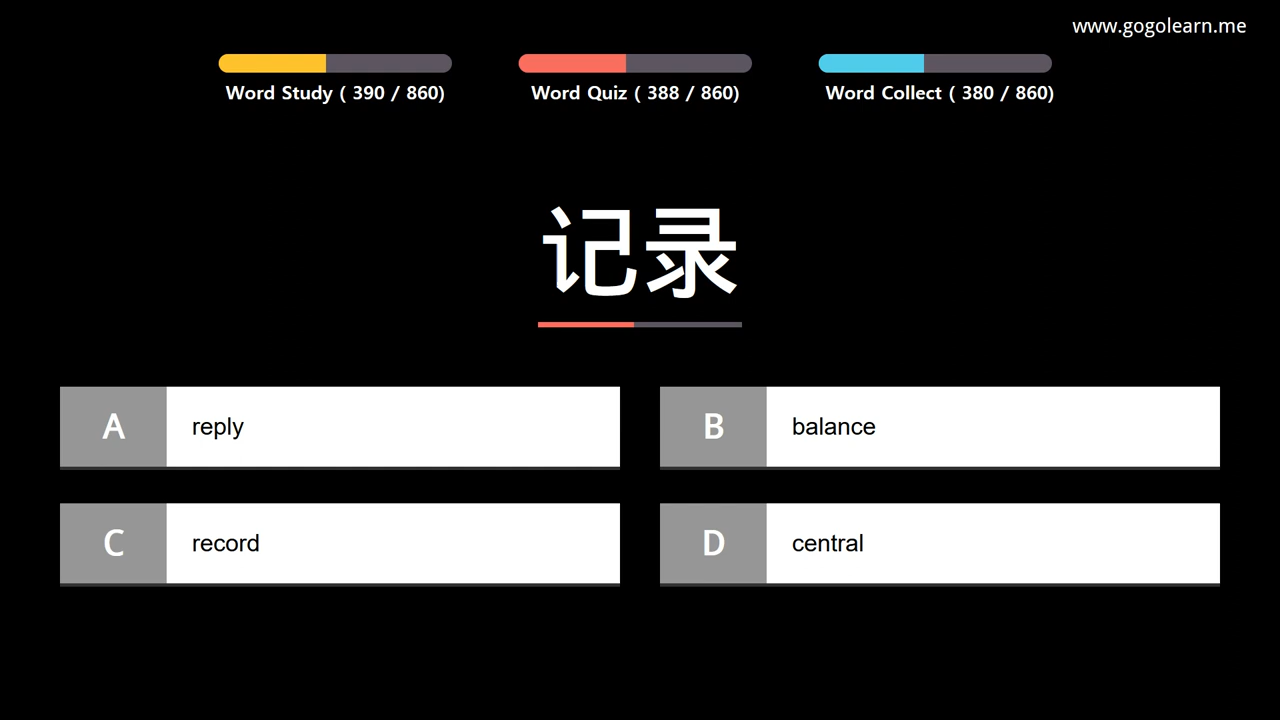 www.gogolearn.me
Word Study ( 390 / 860)
Word Quiz ( 388 / 860)
Word Collect ( 380 / 860)
记录
A reply
B balance
C record
D central